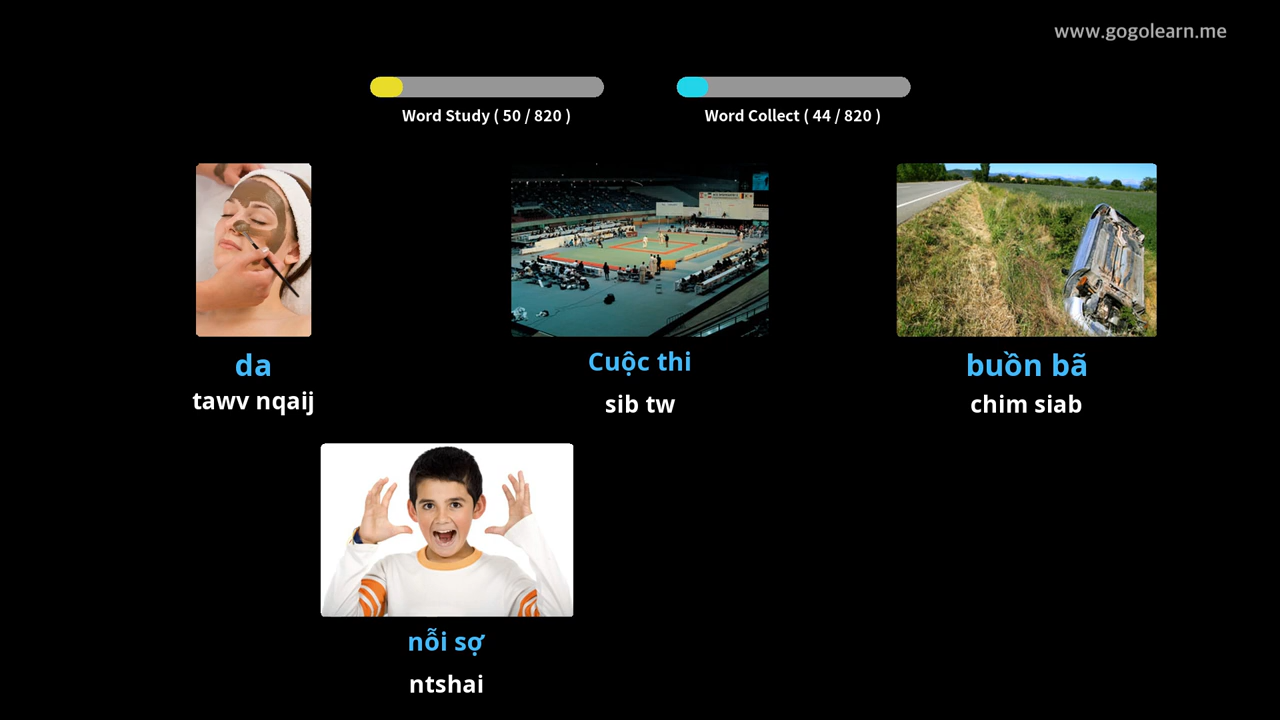 www.gogolearn.me
Word Study ( 50 / 820 )
Word Collect ( 44 / 820 )
da
tawv nqaij
Cuộc thi
sib tw
buồn bã
chim siab
nỗi sợ
ntshai